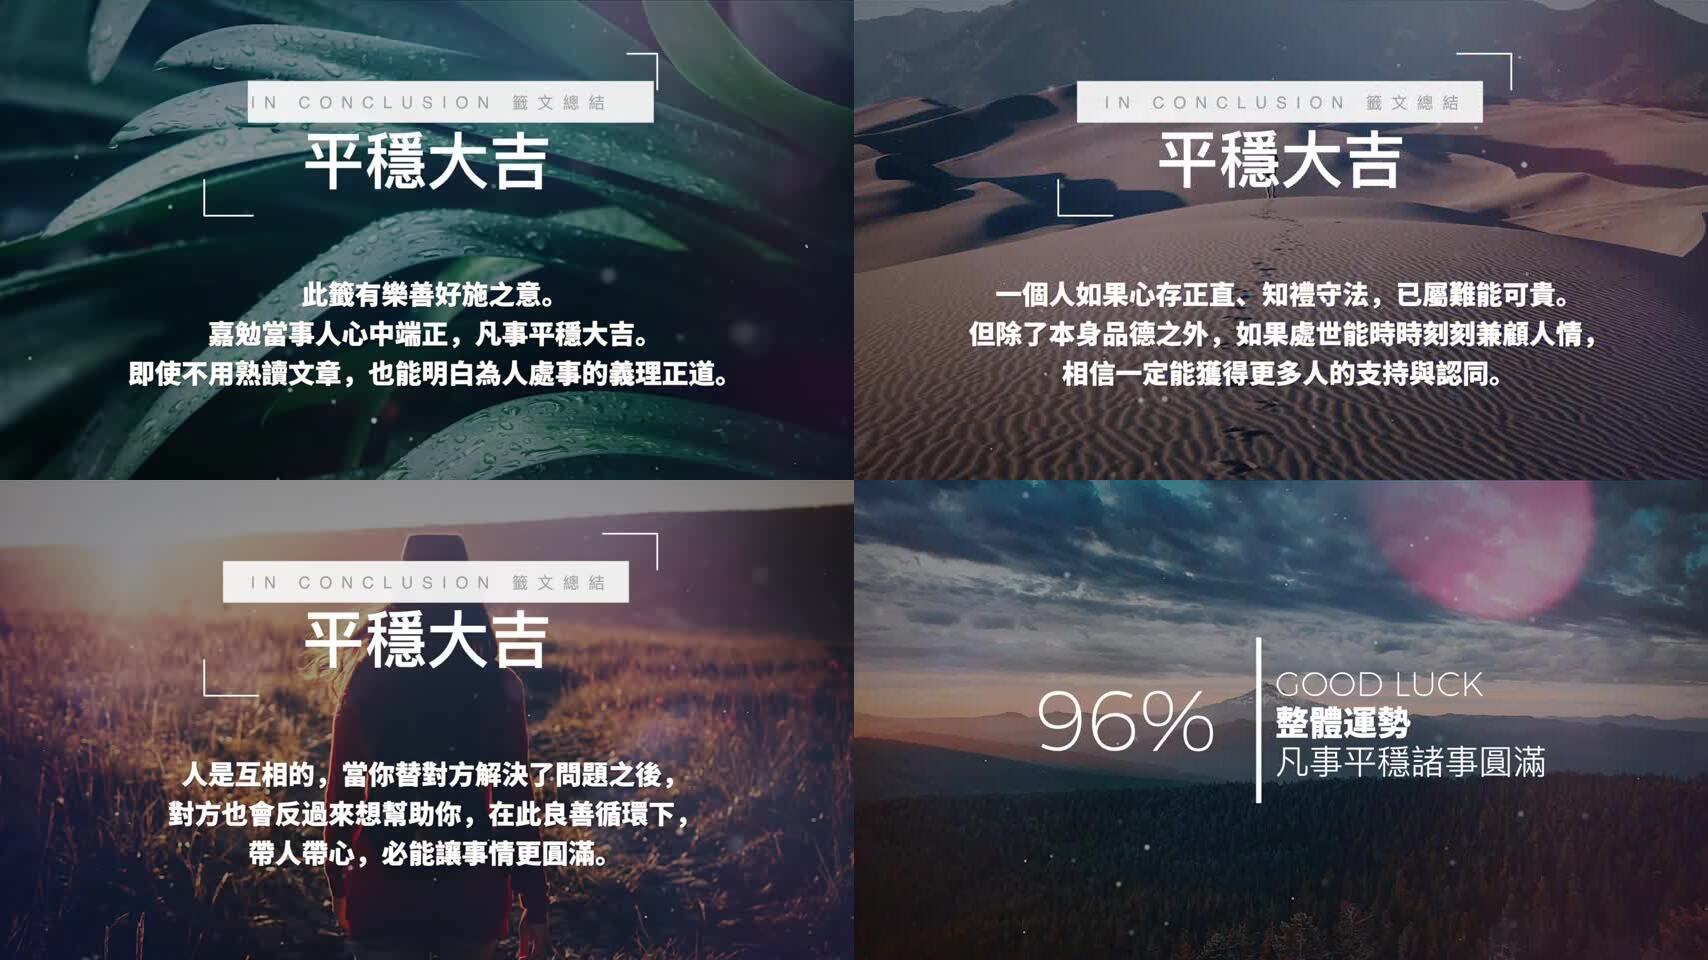 IN CONCLUSION 籤文總結
平穩大吉
此籤有樂善好施之意。
嘉勉當事人心中端正，凡事平穩大吉。
即使不用熟讀文章，也能明白為人處事的義理正道。
IN CONCLUSION 籤文總結
平穩大吉
一個人如果心存正直、知禮守法，已屬難能可貴。
但除了本身品德之外，如果處世能時時刻刻兼顧人情，
相信一定能獲得更多人的支持與認同。
IN CONCLUSION 籤文總結
平穩大吉
人是互相的，當你替對方解決了問題之後，
對方也會反過來想幫助你，在此良善循環下，
帶人帶心，必能讓事情更圓滿。
96%
GOOD LUCK
整體運勢
凡事平穩諸事圓滿